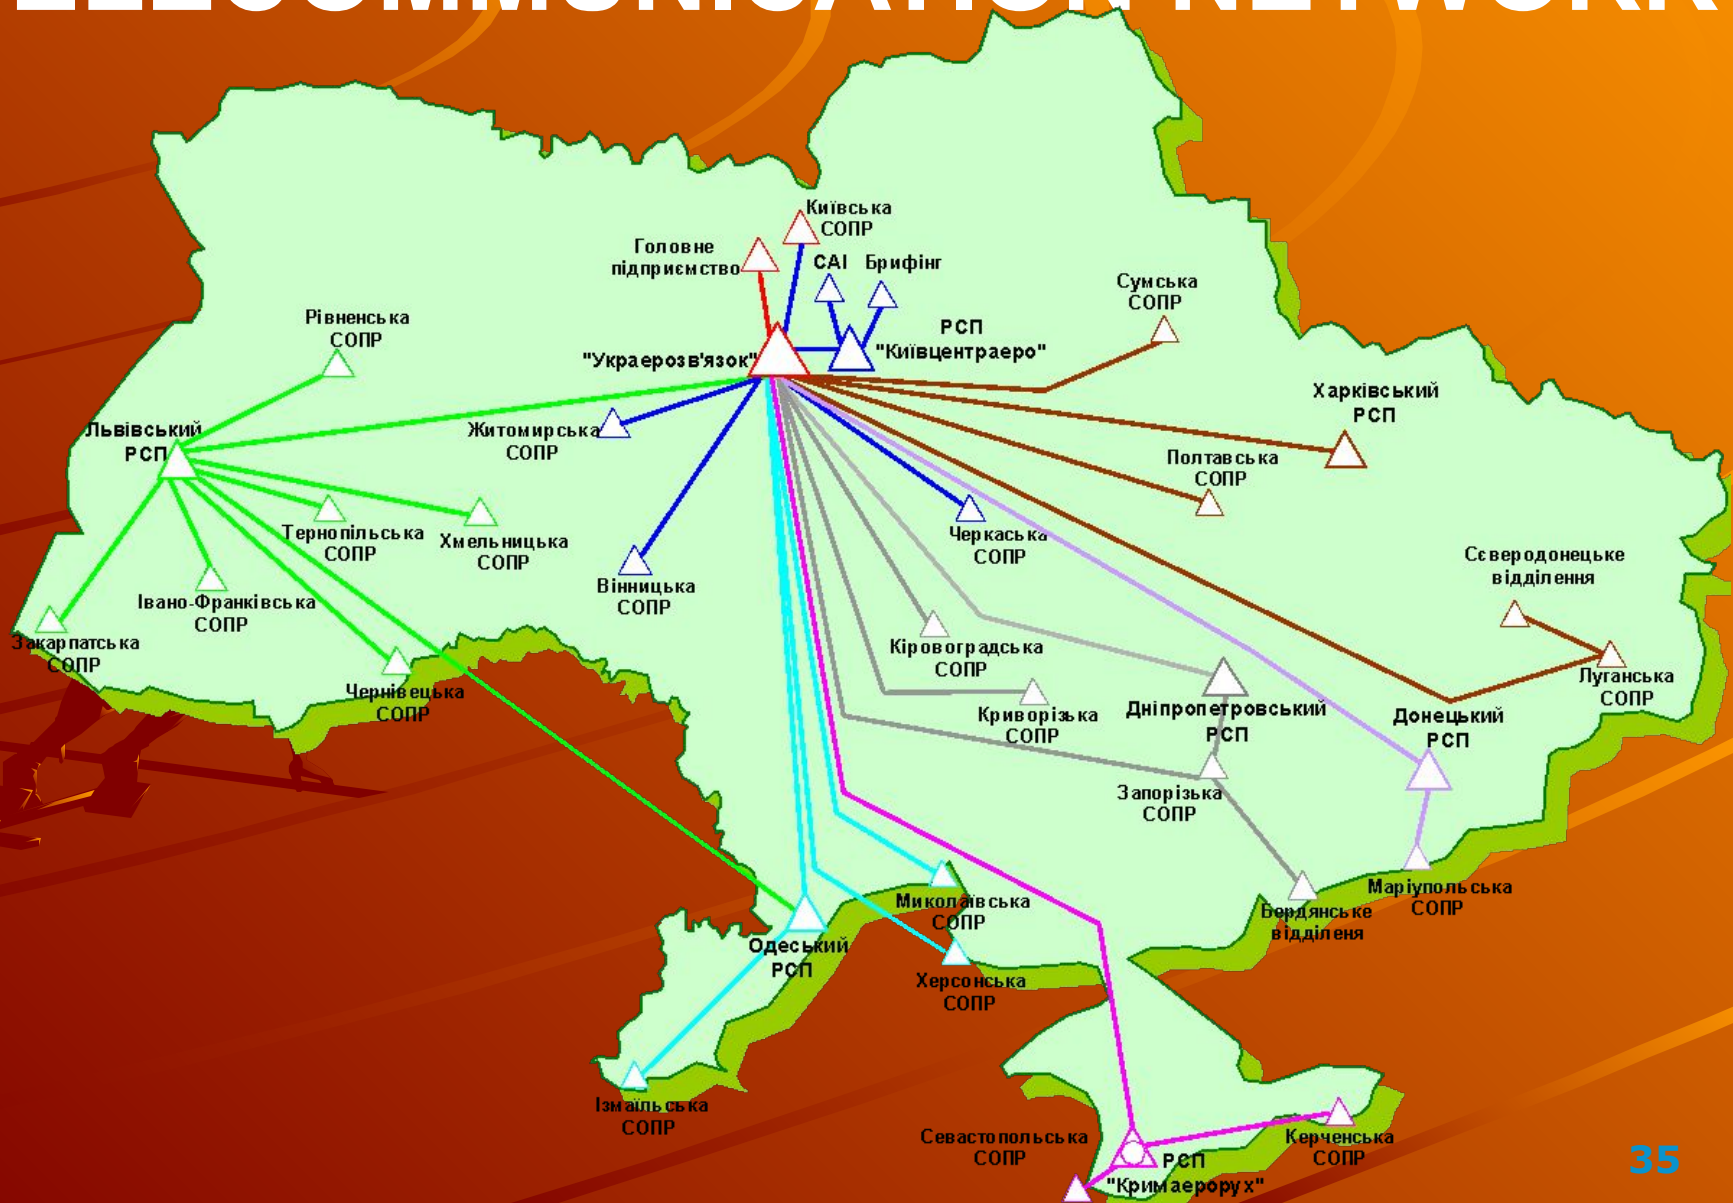 TELECOMMUNICATION NETWORK
Київська
СОПР
Головне
підприємство
САІ
Брифінг
Сумська
СОПР
Рівненська
СОПР
РСП
"Київцентраеро"
"Украерозв'язок"
Харківський
РСП
Львівський
РСП
Житомирська
СОПР
Полтавська
СОПР
Тернопільська
СОПР
Хмельницька
СОПР
Черкаська
СОПР
Сєверодонецьке
відділення
Вінницька
СОПР
Івано-Франківська
СОПР
Закарпатська
СОПР
Кіровоградська
СОПР
Луганська
СОПР
Чернівецька
СОПР
Криворізька
СОПР
Дніпропетровський
РСП
Донецький
РСП
Запорізька
СОПР
Маріупольська
СОПР
Миколаївська
СОПР
Бердянське
відділеня
Одеський
РСП
Херсонська
СОПР
Ізмаїльська
СОПР
Севастопольська
СОПР
Керченська
СОПР
РСП
"Кримаерорух"
35